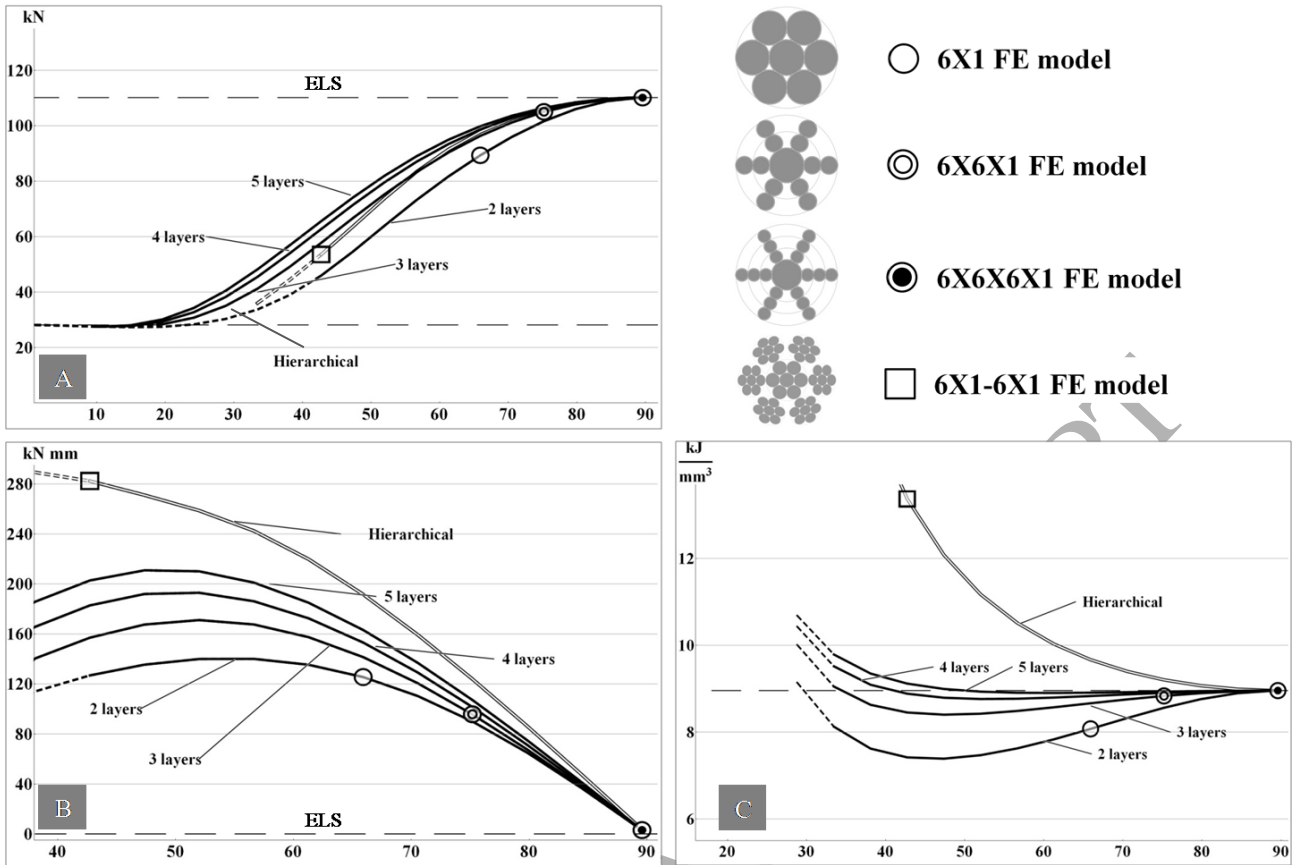 kN
120
100
80
60
40
20
ELS
5 layers
4 layers
2 layers
3 layers
Hierarchical
A
10 20 30 40 50 60 70 80 90
6X1 FE model
6X6X1 FE model
6X6X6X1 FE model
6X1-6X1 FE model
kN mm
280
240
200
160
120
80
40
0
Hierarchical
5 layers
4 layers
2 layers
3 layers
B
ELS
40 50 60 70 80 90
kJ
mm³
12
10
8
6
Hierarchical
4 layers
5 layers
3 layers
2 layers
C
20 30 40 50 60 70 80 90